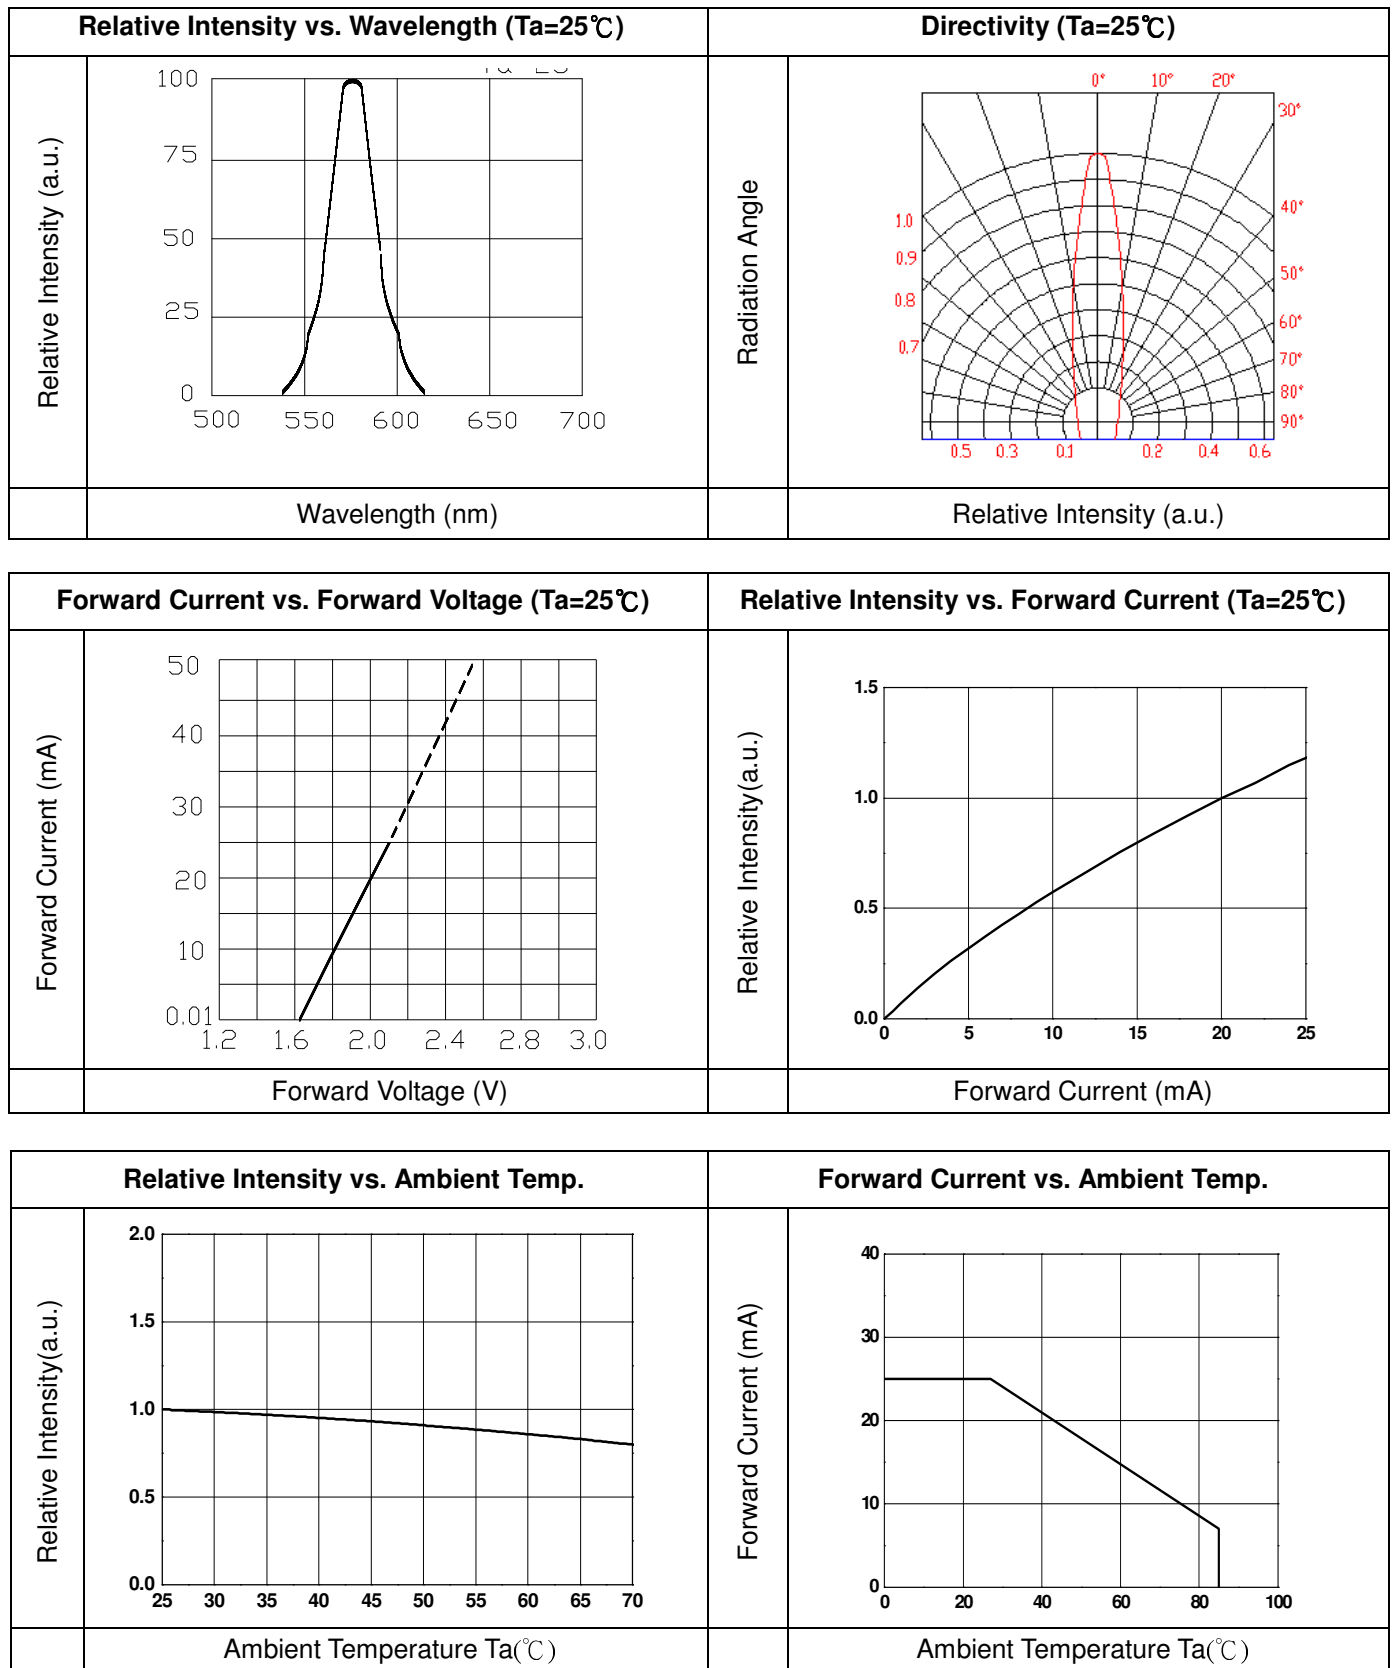 Relative Intensity vs. Wavelength (Ta=25℃)
Directivity (Ta=25℃)
Relative Intensity (a.u.)
100
75
50
25
0
500 550 600 650 700
Wavelength (nm)
Radiation Angle
0° 10° 20°
30°
40°
50°
60°
70°
80°
90°
1.0
0.9
0.8
0.7
0.5 0.3 0.1 0.2 0.4 0.6
Relative Intensity (a.u.)
Forward Current vs. Forward Voltage (Ta=25℃)
Relative Intensity vs. Forward Current (Ta=25℃)
Forward Current (mA)
50
40
30
20
10
0.01
1.2 1.6 2.0 2.4 2.8 3.0
Forward Voltage (V)
Relative Intensity(a.u.)
1.5
1.0
0.5
0.0
0 5 10 15 20 25
Forward Current (mA)
Relative Intensity vs. Ambient Temp.
Forward Current vs. Ambient Temp.
Relative Intensity(a.u.)
2.0
1.5
1.0
0.5
0.0
25 30 35 40 45 50 55 60 65 70
Ambient Temperature Ta(℃)
Forward Current (mA)
40
30
20
10
0
0 20 40 60 80 100
Ambient Temperature Ta(℃)